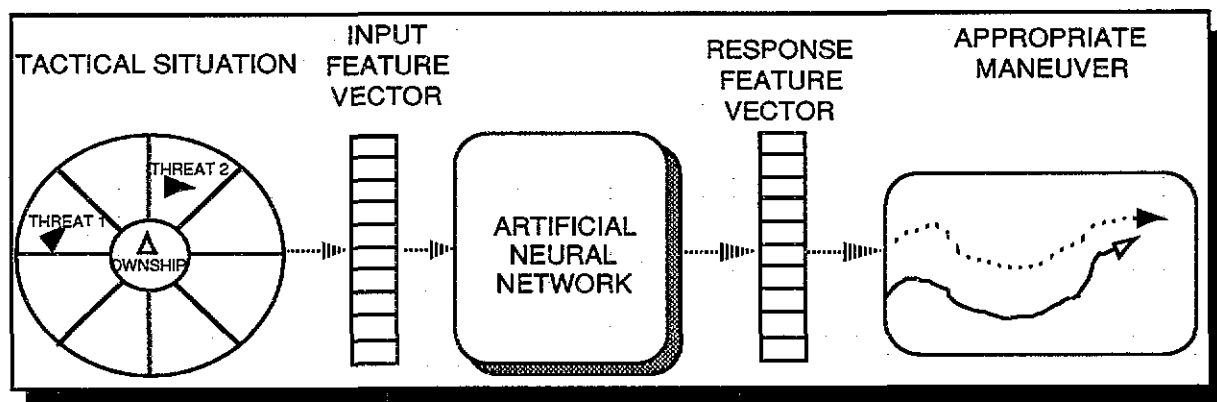 TACTICAL SITUATION
INPUT
FEATURE
VECTOR
RESPONSE
FEATURE
VECTOR
APPROPRIATE
MANEUVER
THREAT 2
THREAT 1
OWNSHIP
ARTIFICIAL
NEURAL
NETWORK